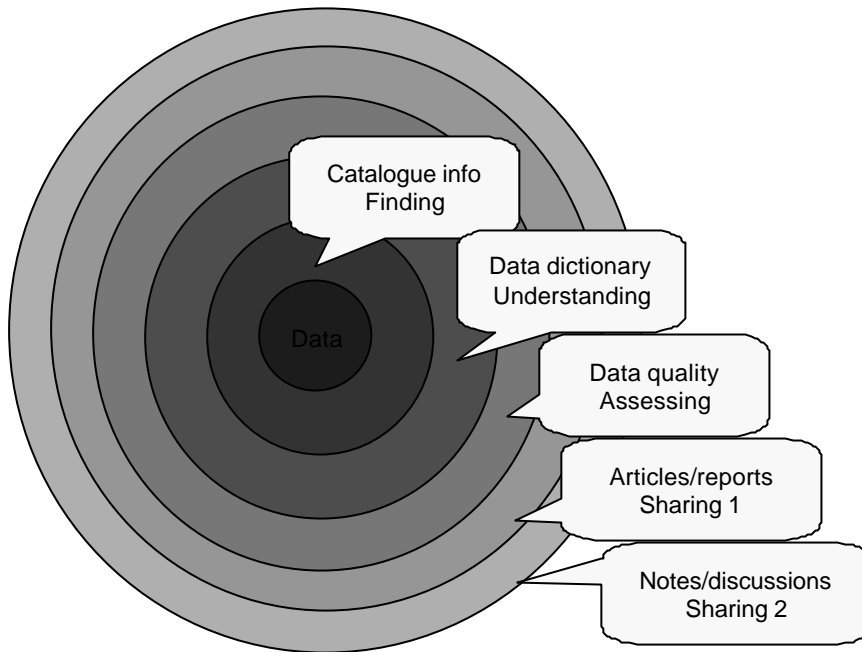 Catalogue info
Finding
Data dictionary
Understanding
Data
Data quality
Assessing
Articles/reports
Sharing 1
Notes/discussions
Sharing 2